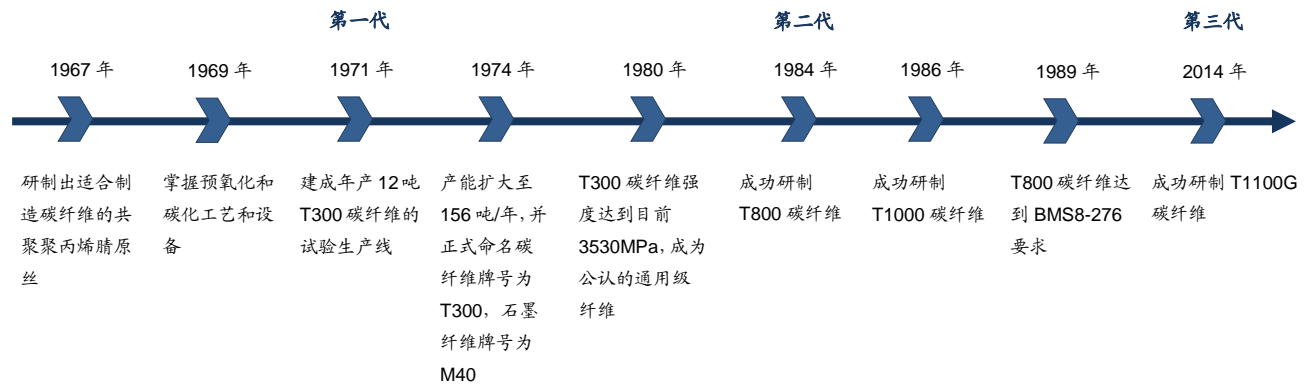 第一代
第二代
第三代
1967 年
1969 年
1971 年
1974 年
1980 年
1984 年
1986 年
1989 年
2014 年
研制出适合制
造碳纤维的共
聚聚丙烯腈原
丝
掌握预氧化和
碳化工艺和设
备
建成年产 12 吨
T300 碳纤维的
试验生产线
产能扩大至
156 吨/年，并
正式命名碳
纤维牌号为
T300，石墨
纤维牌号为
M40
T300 碳纤维强
度达到目前
3530MPa，成为
公认的通用级
纤维
成功研制
T800 碳纤维
成功研制
T1000 碳纤维
T800 碳纤维达
到 BMS8-276
要求
成功研制 T1100G
碳纤维